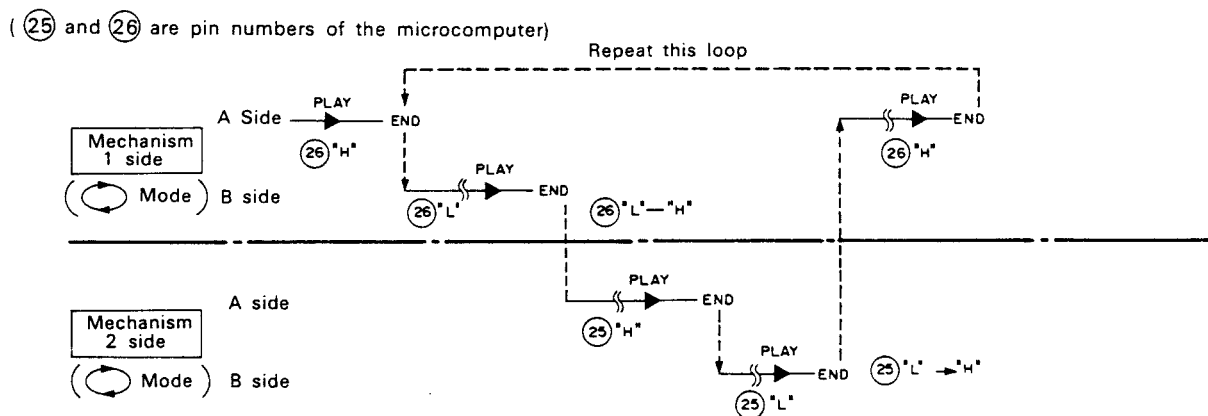 ( 25 and 26 are pin numbers of the microcomputer)
Repeat this loop
A Side PLAY END
26 "H"
PLAY END
26 "H"
Mechanism
1 side
( Mode ) B side
PLAY END
26 "L"
26 "L"—"H"
A side
PLAY END
25 "H"
Mechanism
2 side
( Mode ) B side
PLAY END
25 "L"
25 "L" → "H"